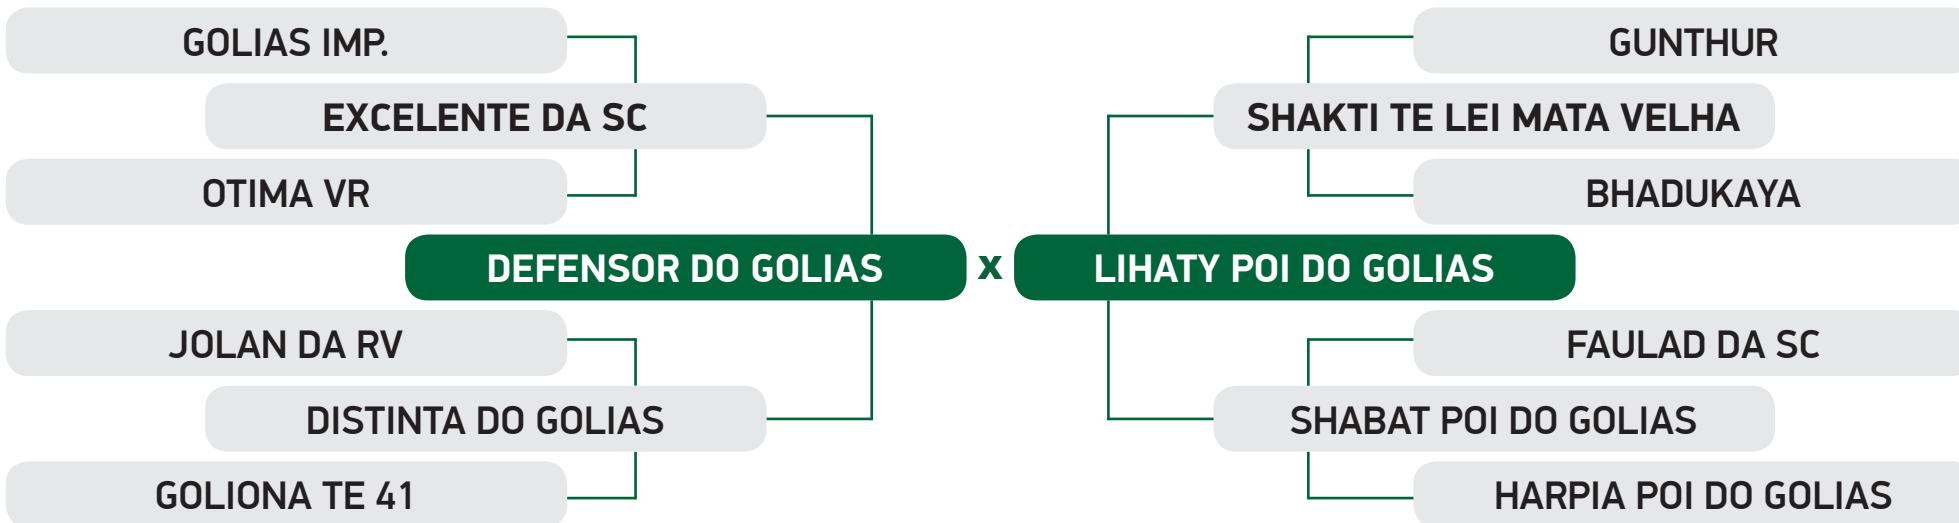 GOLIAS IMP.
GUNTHUR
EXCELENTE DA SC
SHAKTI TE LEI MATA VELHA
OTIMA VR
BHADUKAYA
DEFENSOR DO GOLIAS x LIHATY POI DO GOLIAS
JOLAN DA RV
FAULAD DA SC
DISTINTA DO GOLIAS
SHABAT POI DO GOLIAS
GOLIONA TE 41
HARPIA POI DO GOLIAS